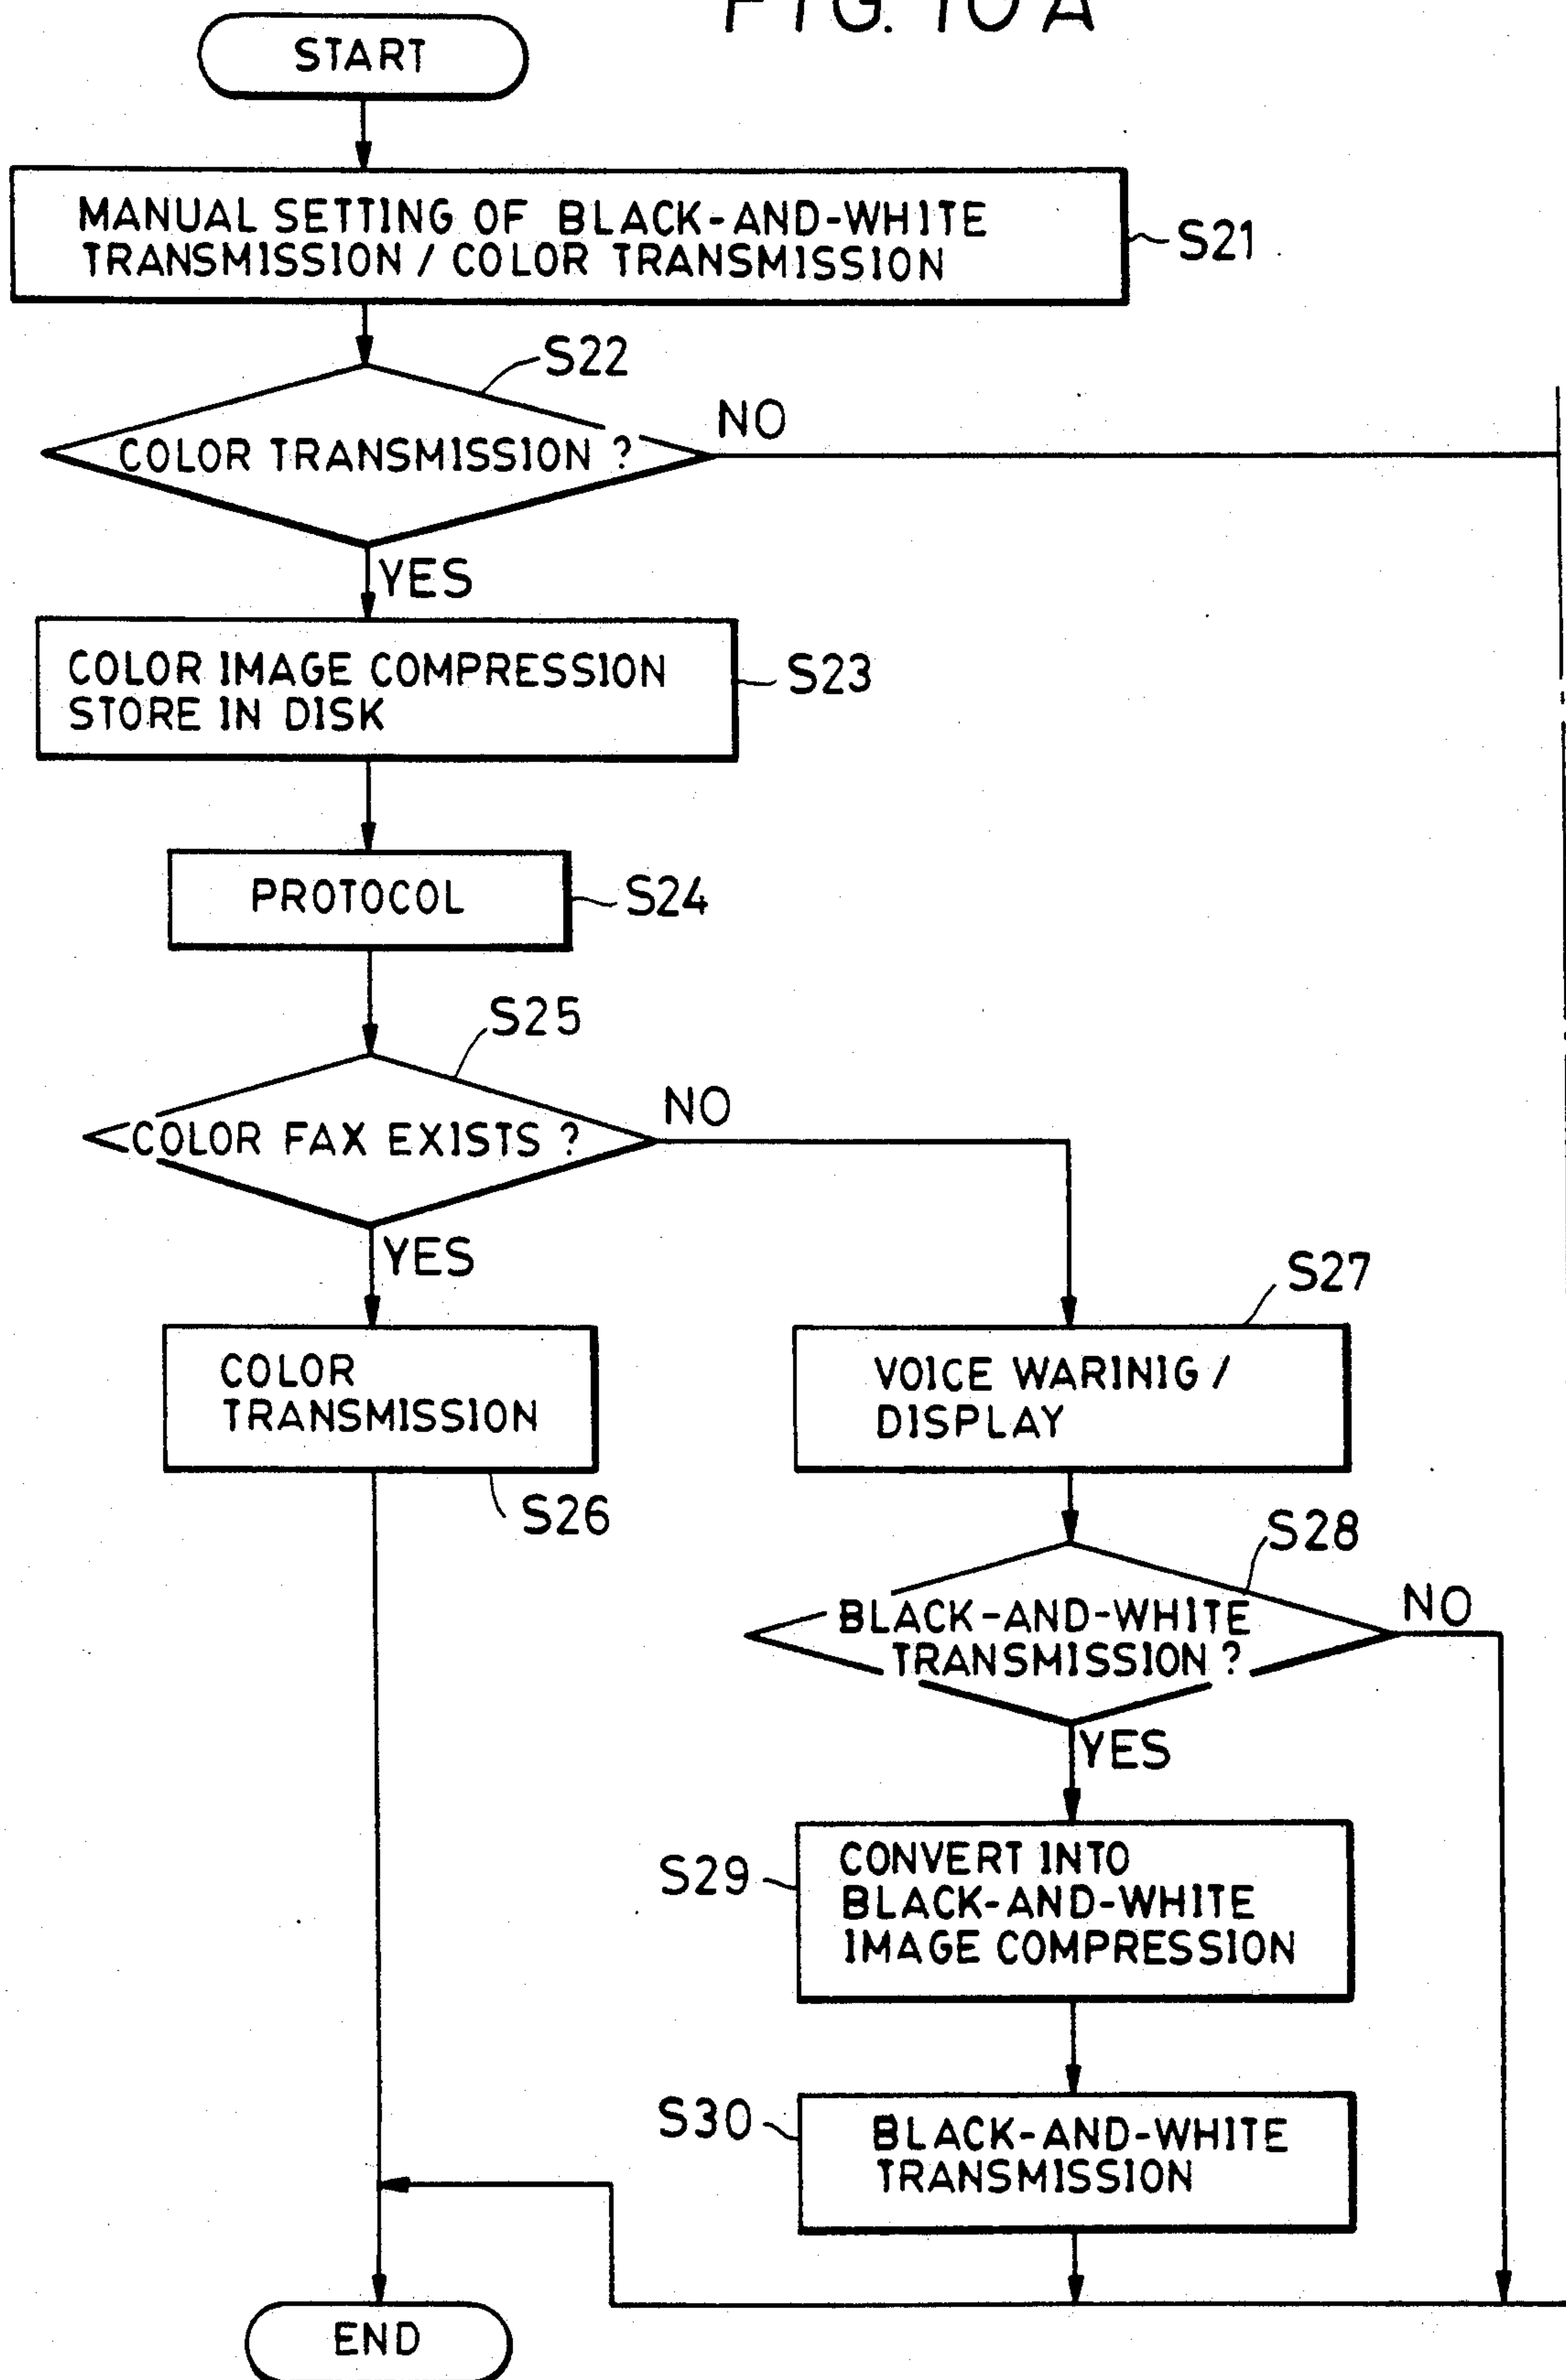 FIG. 10A
START
MANUAL SETTING OF BLACK-AND-WHITE
TRANSMISSION / COLOR TRANSMISSION
S21
S22
COLOR TRANSMISSION ?
NO
YES
COLOR IMAGE COMPRESSION
STORE IN DISK
S23
PROTOCOL
S24
S25
COLOR FAX EXISTS ?
NO
YES
S27
COLOR
TRANSMISSION
S26
VOICE WARINIG /
DISPLAY
S28
BLACK-AND-WHITE
TRANSMISSION ?
NO
YES
S29
CONVERT INTO
BLACK-AND-WHITE
IMAGE COMPRESSION
S30
BLACK-AND-WHITE
TRANSMISSION
END